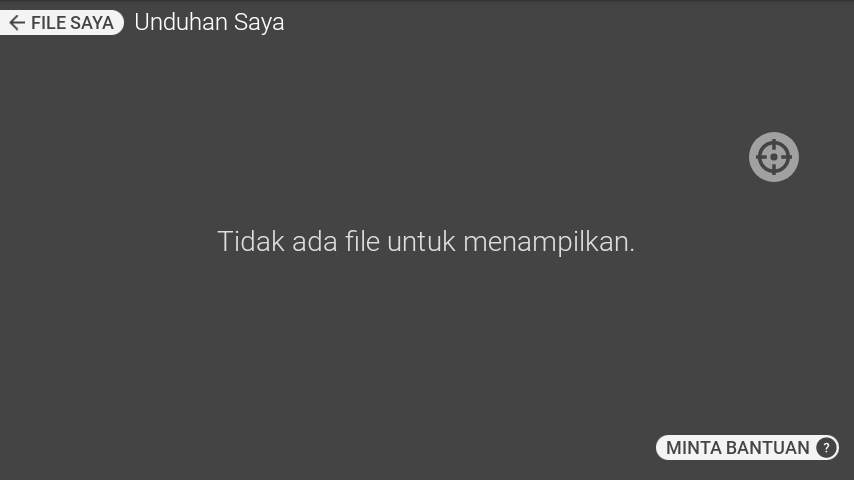 FILE SAYA
Unduhan Saya
Tidak ada file untuk menampilkan.
MINTA BANTUAN ?